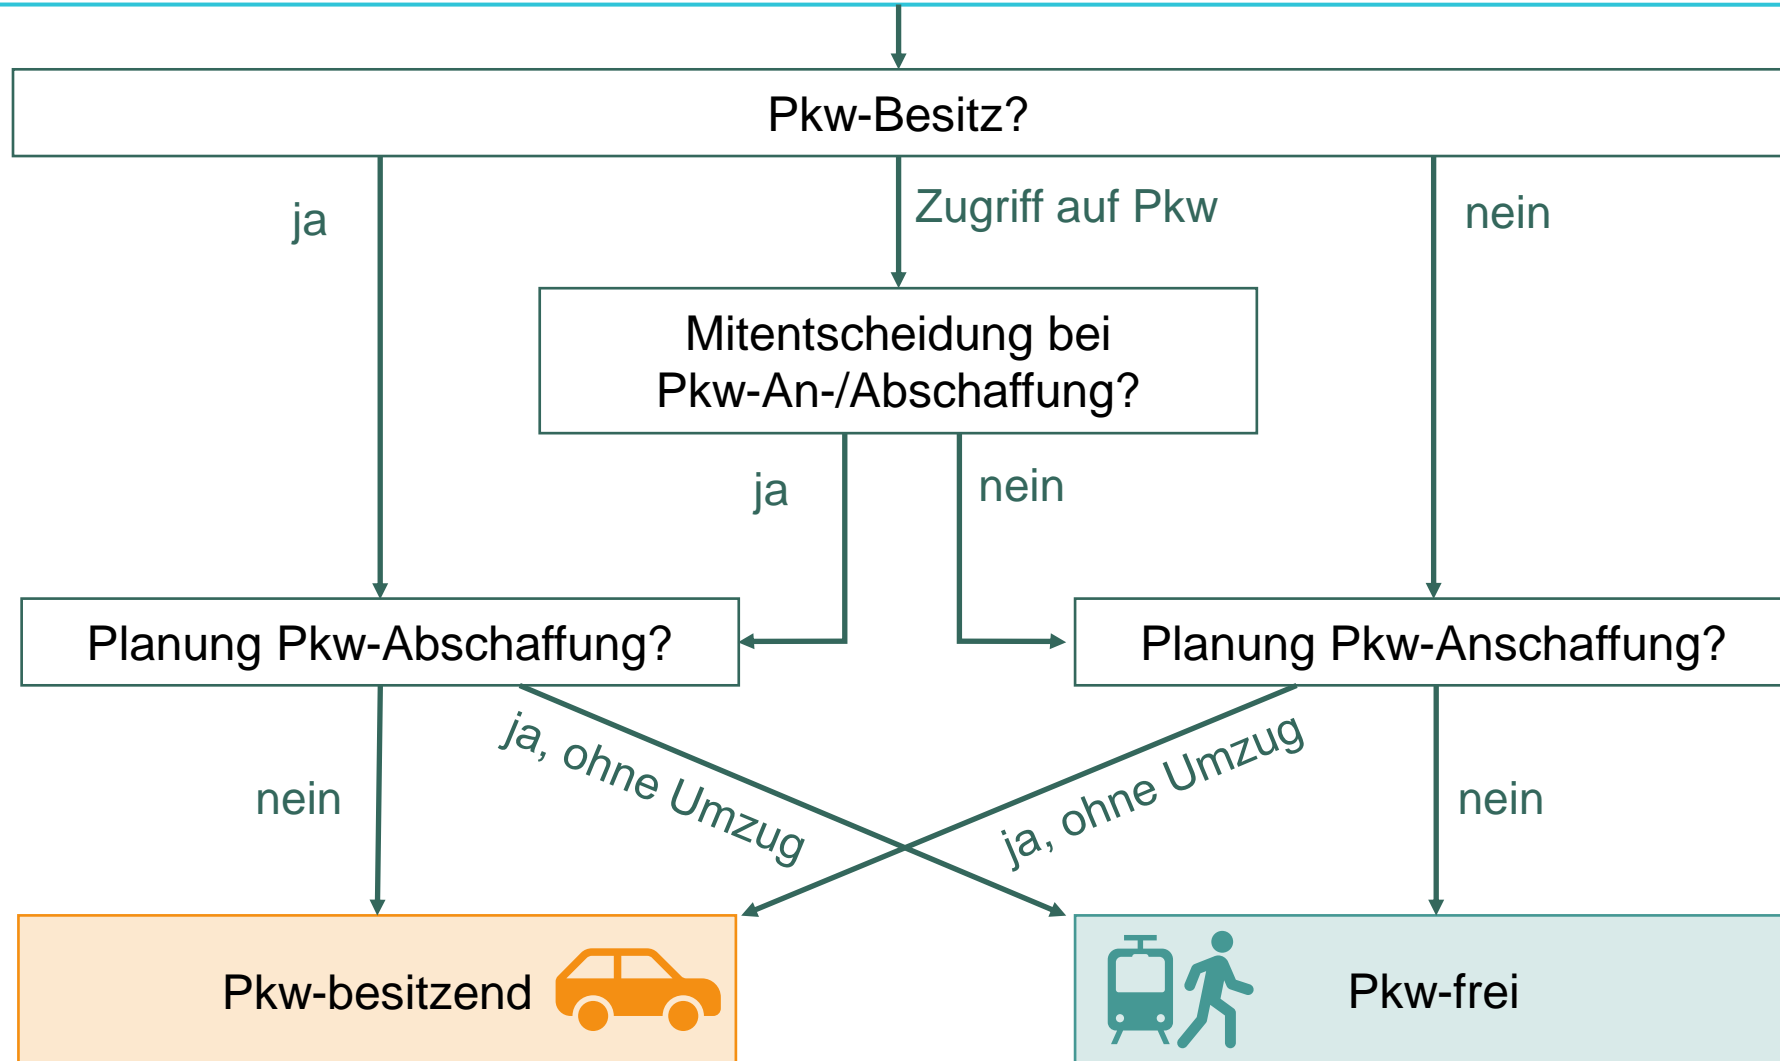 Pkw-Besitz?
ja
Zugriff auf Pkw
nein
Mitentscheidung bei
Pkw-An-/Abschaffung?
ja
nein
Planung Pkw-Abschaffung?
Planung Pkw-Anschaffung?
nein
ja, ohne Umzug
ja, ohne Umzug
nein
Pkw-besitzend
Pkw-frei